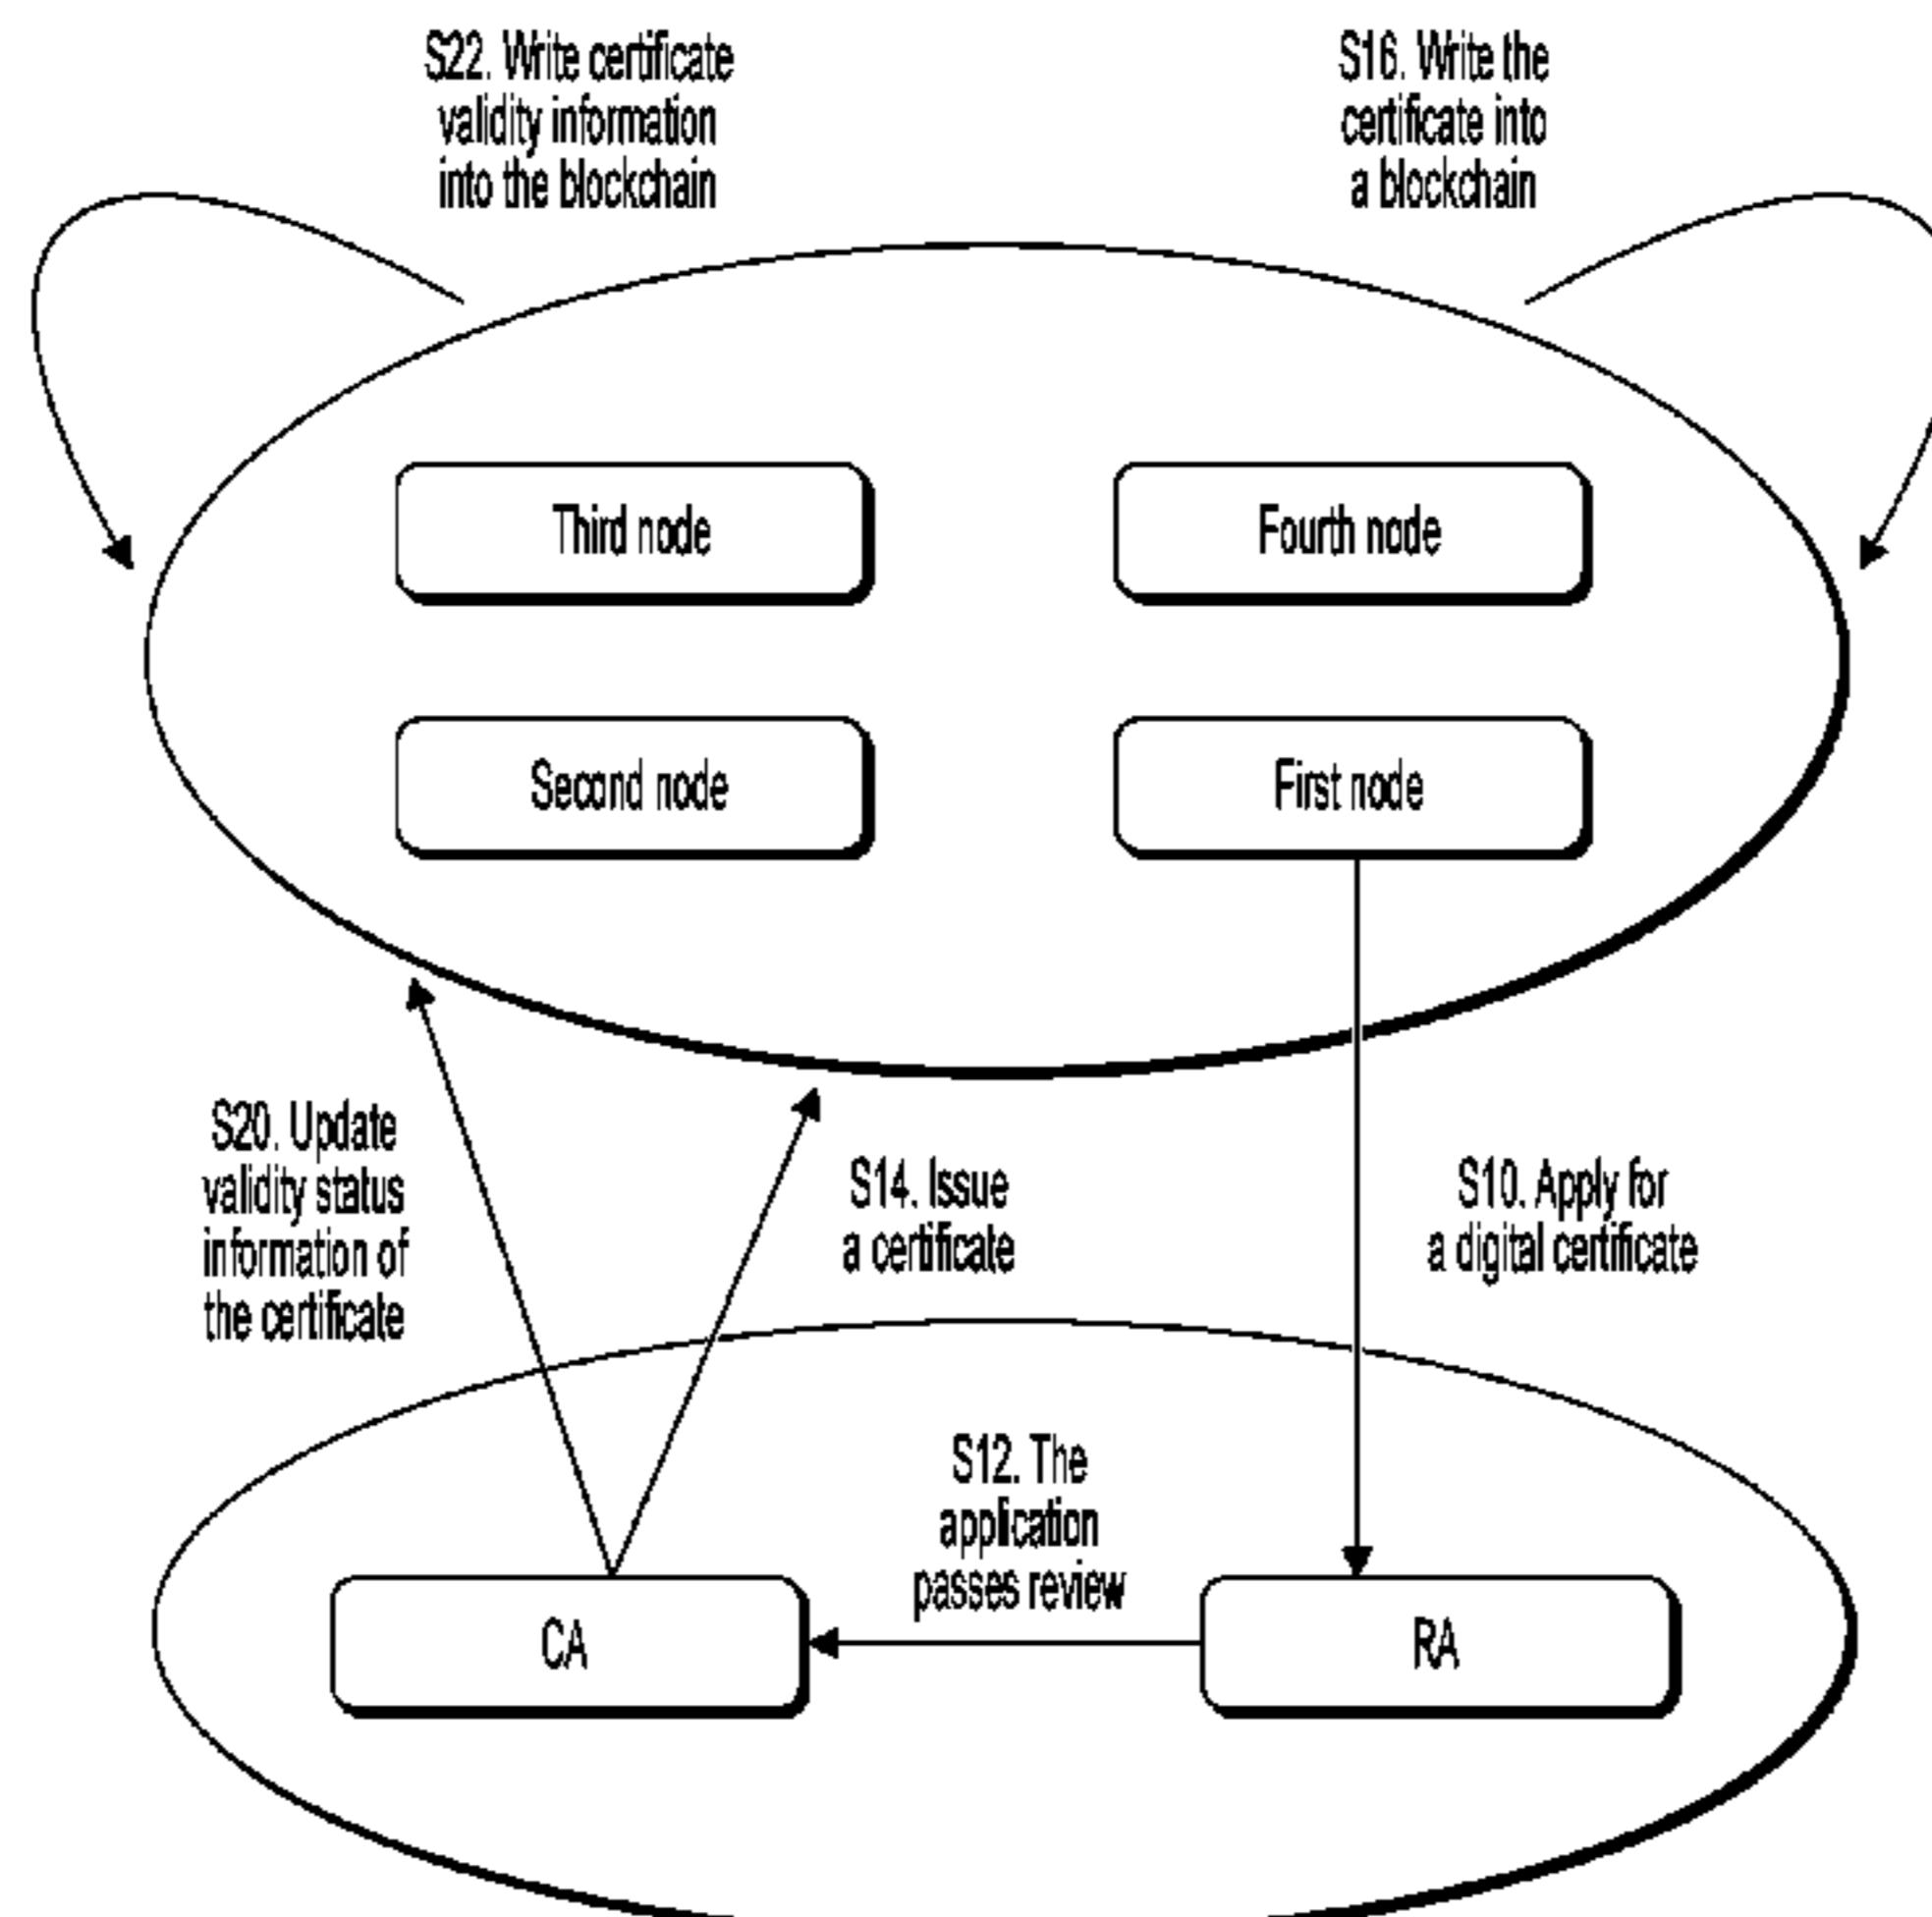 S22. Write certificate
validity information
into the blockchain
S16. Write the
certificate into
a blockchain
Third node
Fourth node
Second node
First node
S20. Update
validity status
information of
the certificate
S14. Issue
a certificate
S10. Apply for
a digital certificate
S12. The
application
passes review
CA
RA